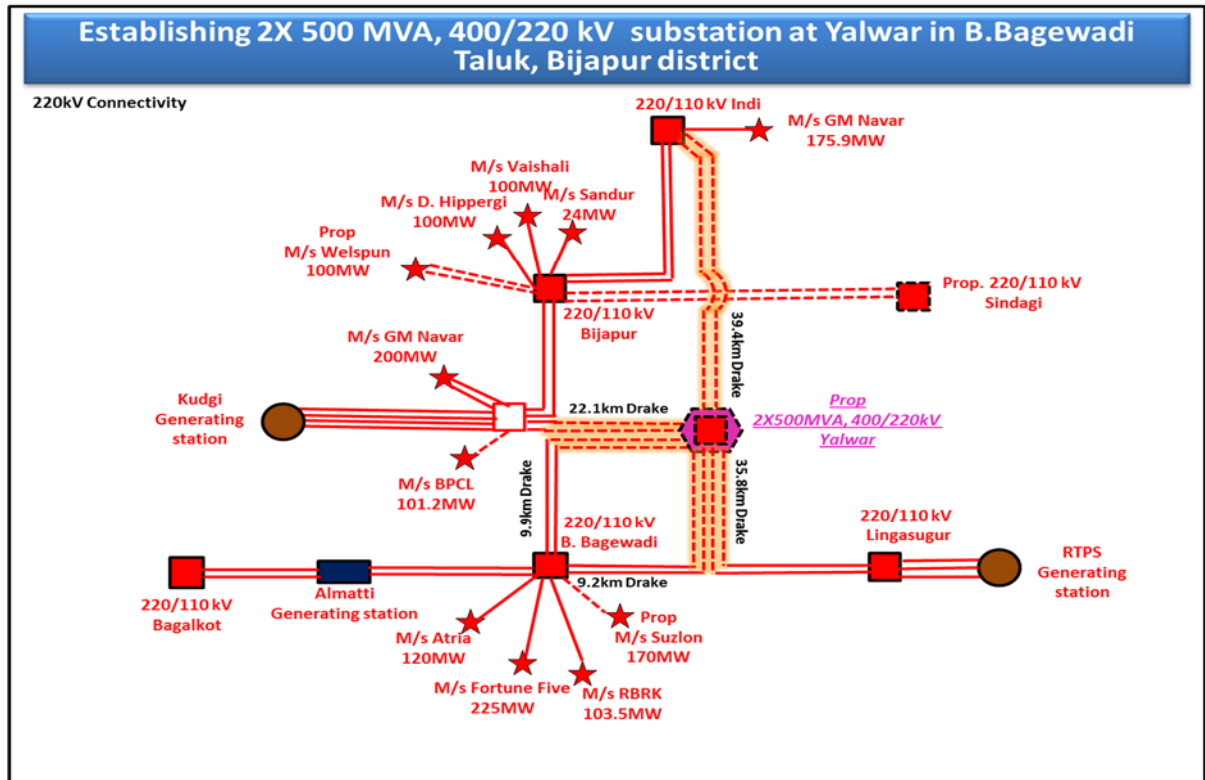 Establishing 2X 500 MVA, 400/220 kV substation at Yalwar in B.Bagewadi
Taluk, Bijapur district
220kV Connectivity
220/110 kV Indi
M/s GM Navar
175.9MW
M/s Vaishali
100MW
M/s Sandur
24MW
M/s D. Hippergi
100MW
Prop
M/s Welspun
100MW
Prop. 220/110 kV
Sindagi
220/110 kV
Bijapur
39.4km Drake
M/s GM Navar
200MW
Kudgi
Generating
station
22.1km Drake
Prop
2X500MVA, 400/220kV
Yalwar
M/s BPCL
101.2MW
9.9km Drake
35.8km Drake
220/110 kV
B. Bagewadi
220/110 kV
Lingasugur
RTPS
Generating
station
9.2km Drake
220/110 kV
Bagalkot
Almatti
Generating station
M/s Atria
120MW
Prop
M/s Suzlon
170MW
M/s Fortune Five
225MW
M/s RBRK
103.5MW